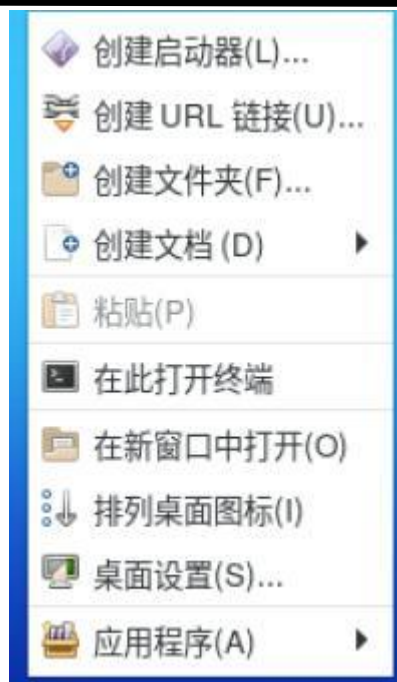 创建启动器(L)...
创建 URL 链接(U)...
创建文件夹(F)...
创建文档 (D)
粘贴(P)
在此打开终端
在新窗口中打开(O)
排列桌面图标(I)
桌面设置(S)...
应用程序(A)